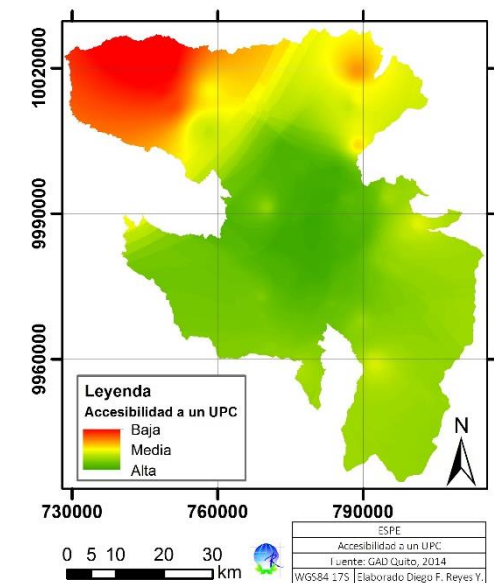 10020000
9990000
9960000
Leyenda
Accesibilidad a un UPC
Baja
Media
Alta
N
730000 760000 790000
0 5 10 20 30 km
ESPE
Accesibilidad a un UPC
Fuente: GAD Quito, 2014
WGS84 17S Elaborado Diego F. Reyes Y.